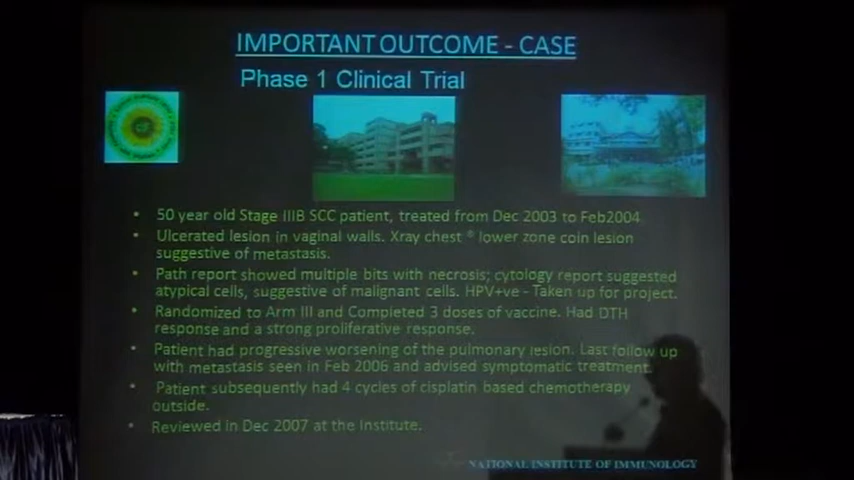 IMPORTANT OUTCOME - CASE
Phase 1 Clinical Trial
• 50 year old Stage IIIB SCC patient, treated from Dec 2003 to Feb2004
• Ulcerated lesion in vaginal walls. Xray chest ® lower zone coin lesion
suggestive of metastasis.
• Path report showed multiple bits with necrosis; cytology report suggested
atypical cells, suggestive of malignant cells. HPV+ve - Taken up for project.
• Randomized to Arm III and Completed 3 doses of vaccine. Had DTH
response and a strong proliferative response.
• Patient had progressive worsening of the pulmonary lesion. Last follow up
with metastasis seen in Feb 2006 and advised symptomatic treatment.
• Patient subsequently had 4 cycles of cisplatin based chemotherapy
outside.
• Reviewed in Dec 2007 at the Institute.
NATIONAL INSTITUTE OF IMMUNOLOGY